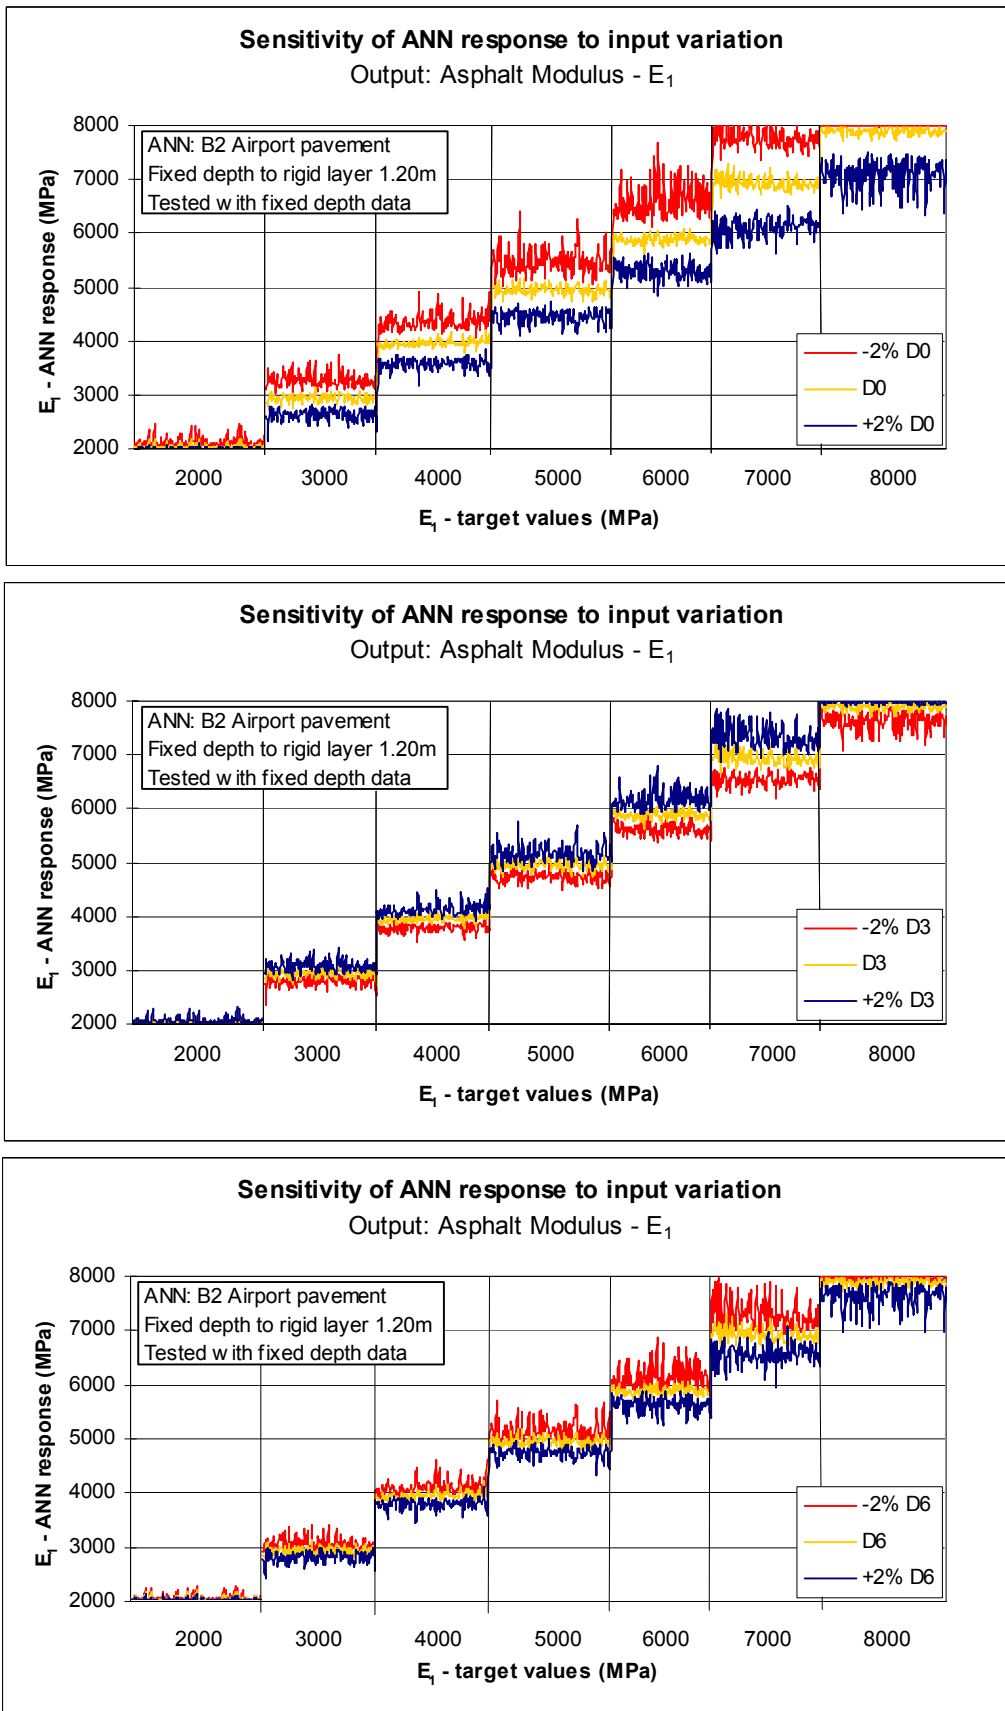 Sensitivity of ANN response to input variation
Output: Asphalt Modulus - E1
ANN: B2 Airport pavement
Fixed depth to rigid layer 1.20m
Tested with fixed depth data
E1 - ANN response (MPa)
8000
7000
6000
5000
4000
3000
2000
-2% D0
D0
+2% D0
2000 3000 4000 5000 6000 7000 8000
E1 - target values (MPa)
Sensitivity of ANN response to input variation
Output: Asphalt Modulus - E1
ANN: B2 Airport pavement
Fixed depth to rigid layer 1.20m
Tested with fixed depth data
E1 - ANN response (MPa)
8000
7000
6000
5000
4000
3000
2000
-2% D3
D3
+2% D3
2000 3000 4000 5000 6000 7000 8000
E1 - target values (MPa)
Sensitivity of ANN response to input variation
Output: Asphalt Modulus - E1
ANN: B2 Airport pavement
Fixed depth to rigid layer 1.20m
Tested with fixed depth data
E1 - ANN response (MPa)
8000
7000
6000
5000
4000
3000
2000
-2% D6
D6
+2% D6
2000 3000 4000 5000 6000 7000 8000
E1 - target values (MPa)